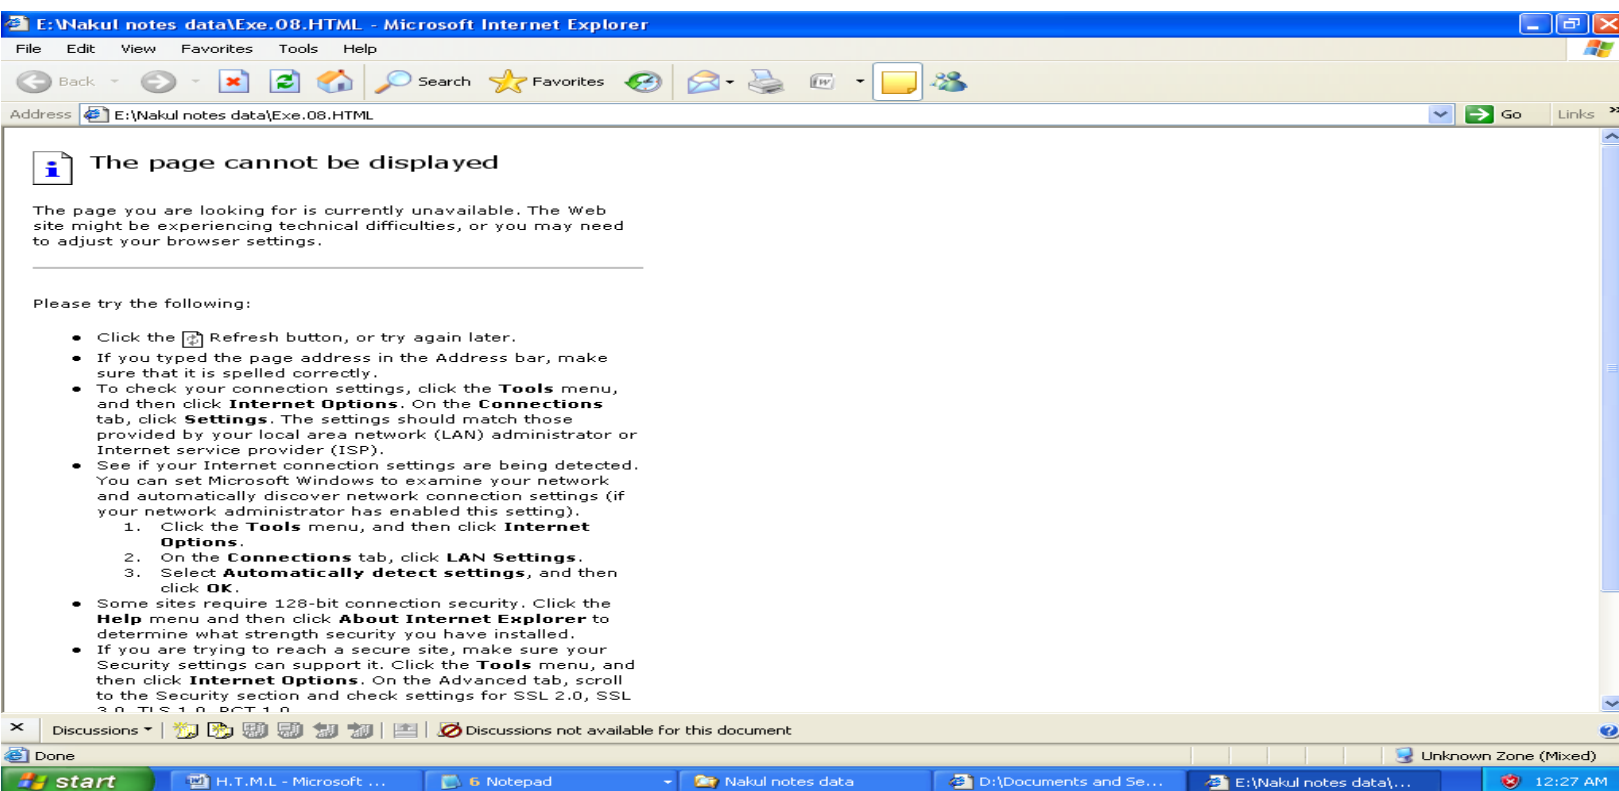 E:\Nakul notes data\Exe.08.HTML - Microsoft Internet Explorer
File Edit View Favorites Tools Help
Back Search Favorites
Address E:\Nakul notes data\Exe.08.HTML Go Links »
The page cannot be displayed
The page you are looking for is currently unavailable. The Web
site might be experiencing technical difficulties, or you may need
to adjust your browser settings.
Please try the following:
• Click the Refresh button, or try again later.
• If you typed the page address in the Address bar, make
sure that it is spelled correctly.
• To check your connection settings, click the Tools menu,
and then click Internet Options. On the Connections
tab, click Settings. The settings should match those
provided by your local area network (LAN) administrator or
Internet service provider (ISP).
• See if your Internet connection settings are being detected.
You can set Microsoft Windows to examine your network
and automatically discover network connection settings (if
your network administrator has enabled this setting).
1. Click the Tools menu, and then click Internet
Options.
2. On the Connections tab, click LAN Settings.
3. Select Automatically detect settings, and then
click OK.
• Some sites require 128-bit connection security. Click the
Help menu and then click About Internet Explorer to
determine what strength security you have installed.
• If you are trying to reach a secure site, make sure your
Security settings can support it. Click the Tools menu, and
then click Internet Options. On the Advanced tab, scroll
to the Security section and check settings for SSL 2.0, SSL
3.0, TLS 1.0, PCT 1.0
Discussions Discussions not available for this document
Done Unknown Zone (Mixed)
start H.T.M.L - Microsoft ... 6 Notepad Nakul notes data D:\Documents and Se... E:\Nakul notes data\... 12:27 AM